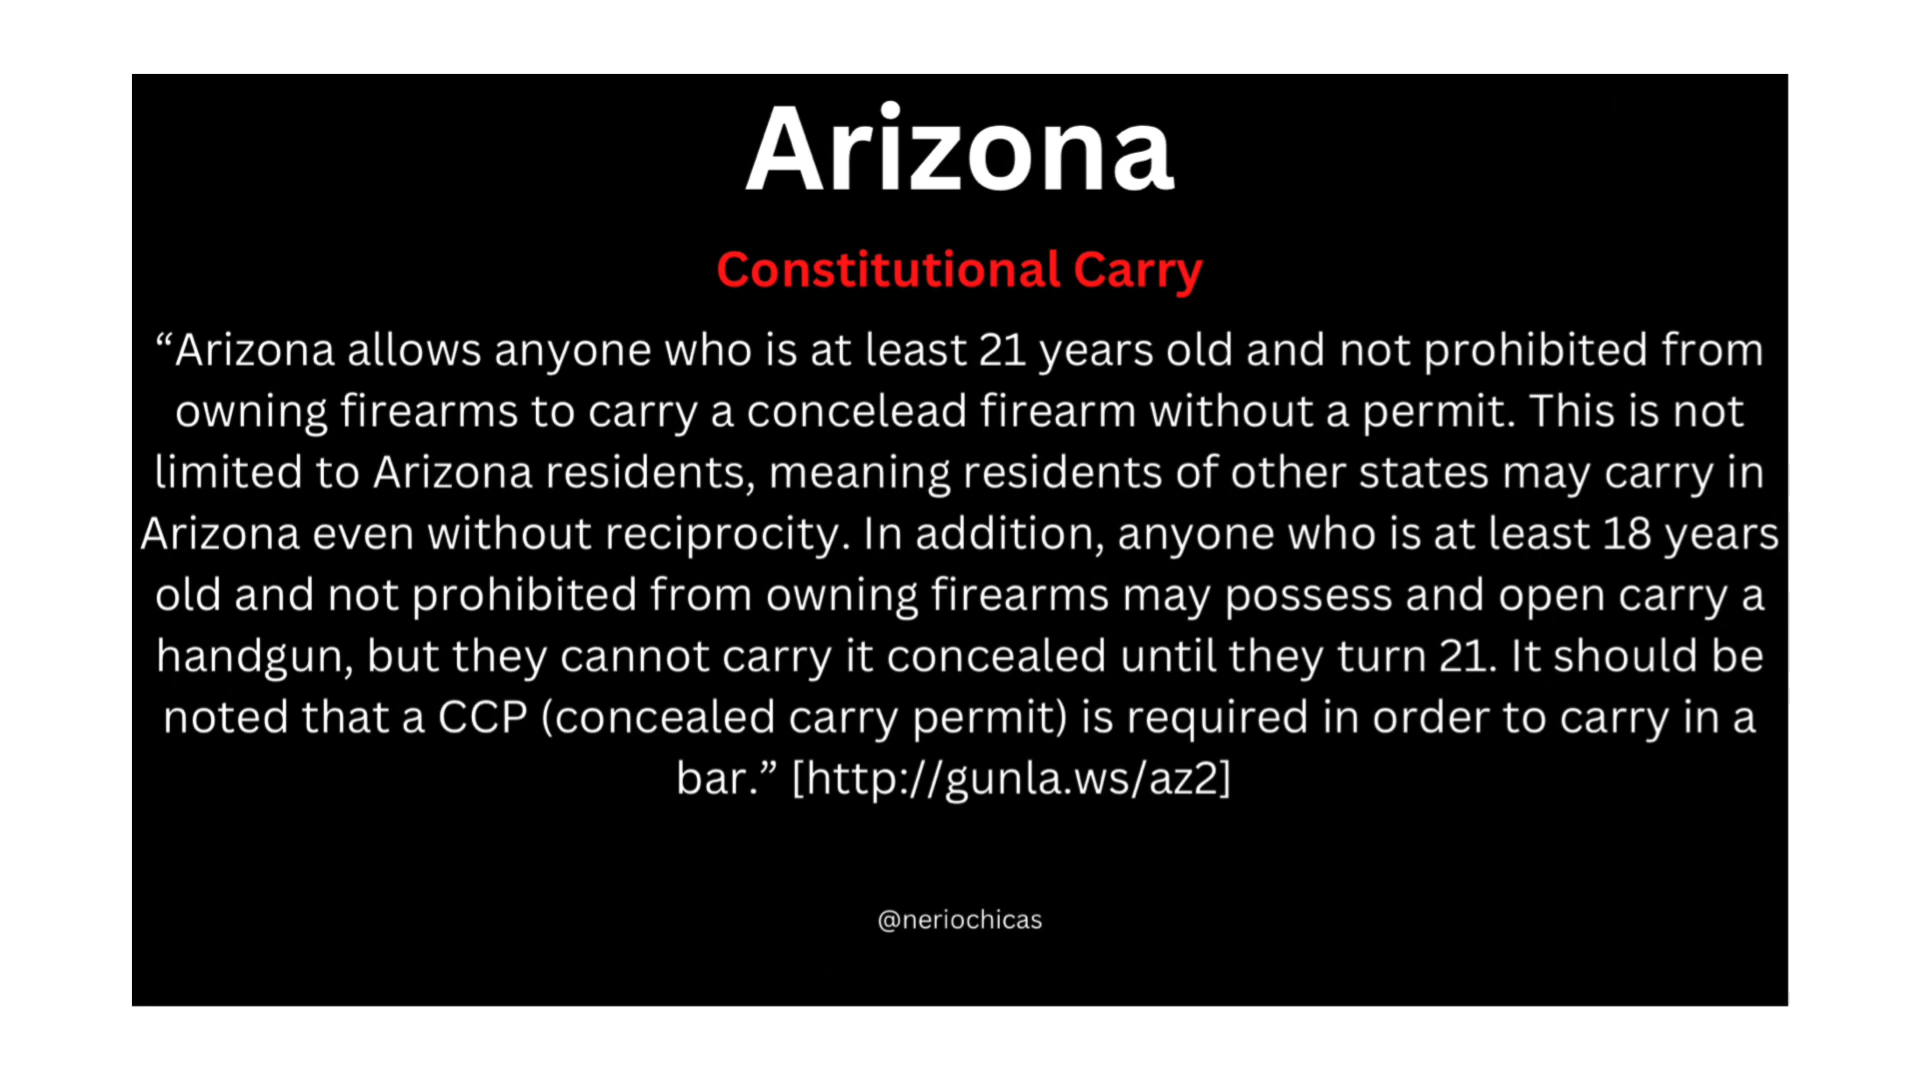 Arizona
Constitutional Carry
“Arizona allows anyone who is at least 21 years old and not prohibited from
owning firearms to carry a concelead firearm without a permit. This is not
limited to Arizona residents, meaning residents of other states may carry in
Arizona even without reciprocity. In addition, anyone who is at least 18 years
old and not prohibited from owning firearms may possess and open carry a
handgun, but they cannot carry it concealed until they turn 21. It should be
noted that a CCP (concealed carry permit) is required in order to carry in a
bar.” [http://gunla.ws/az2]
@neriochicas